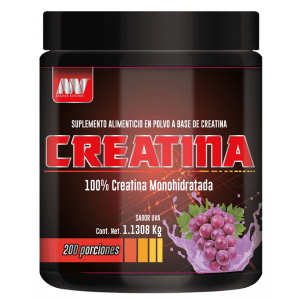 SUPLEMENTO ALIMENTICIO EN POLVO A BASE DE CREATINA
CREATINA
100% Creatina Monohidratada
SABOR UVA
Cont. Net. 1.1308 Kg
200 porciones